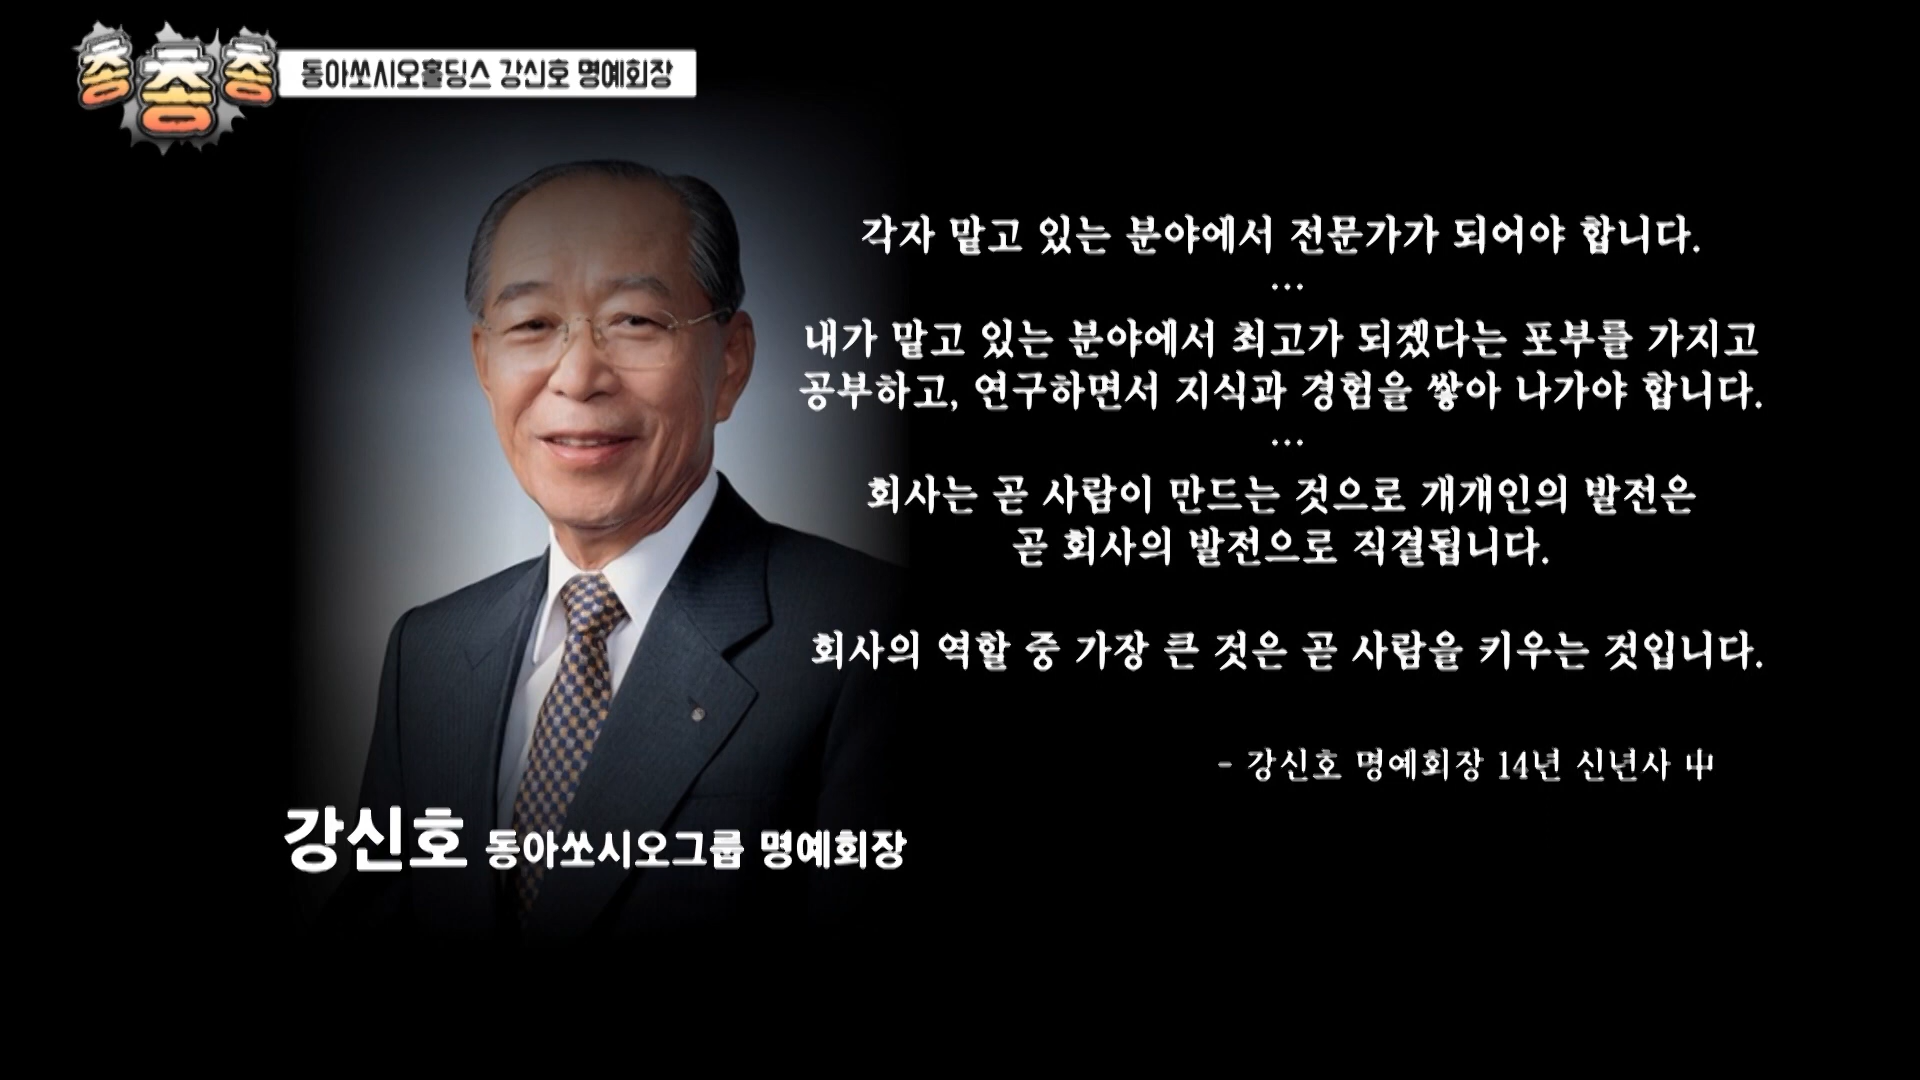 촘촘촘
동아쏘시오홀딩스 강신호 명예회장
각자 맡고 있는 분야에서 전문가가 되어야 합니다.
...
내가 맡고 있는 분야에서 최고가 되겠다는 포부를 가지고
공부하고, 연구하면서 지식과 경험을 쌓아 나가야 합니다.
...
회사는 곧 사람이 만드는 것으로 개개인의 발전은
곧 회사의 발전으로 직결됩니다.
회사의 역할 중 가장 큰 것은 곧 사람을 키우는 것입니다.
- 강신호 명예회장 14년 신년사 中
강신호 동아쏘시오그룹 명예회장